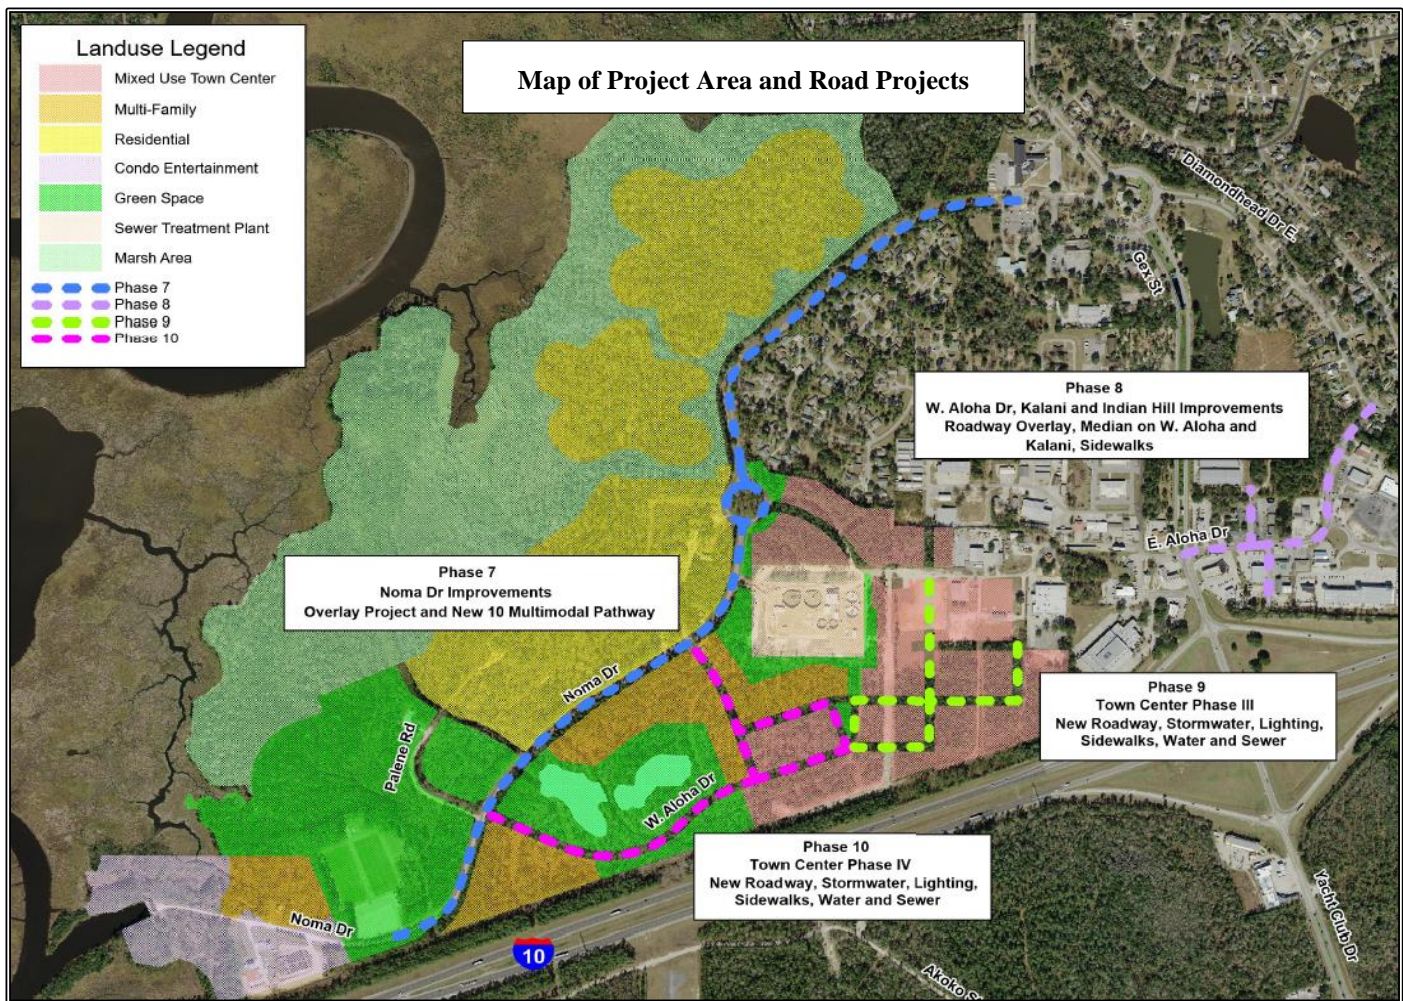 Landuse Legend
Mixed Use Town Center
Multi-Family
Residential
Condo Entertainment
Green Space
Sewer Treatment Plant
Marsh Area
Phase 7
Phase 8
Phase 9
Phase 10
Map of Project Area and Road Projects
Diamondhead Dr E.
Gex St
Phase 8
W. Aloha Dr, Kalani and Indian Hill Improvements
Roadway Overlay, Median on W. Aloha and
Kalani, Sidewalks
E. Aloha Dr
Phase 7
Noma Dr Improvements
Overlay Project and New 10 Multimodal Pathway
Noma Dr
Palene Rd
W. Aloha Dr
Phase 9
Town Center Phase III
New Roadway, Stormwater, Lighting,
Sidewalks, Water and Sewer
Phase 10
Town Center Phase IV
New Roadway, Stormwater, Lighting,
Sidewalks, Water and Sewer
Noma Dr
10
Yacht Club Dr
Akoko